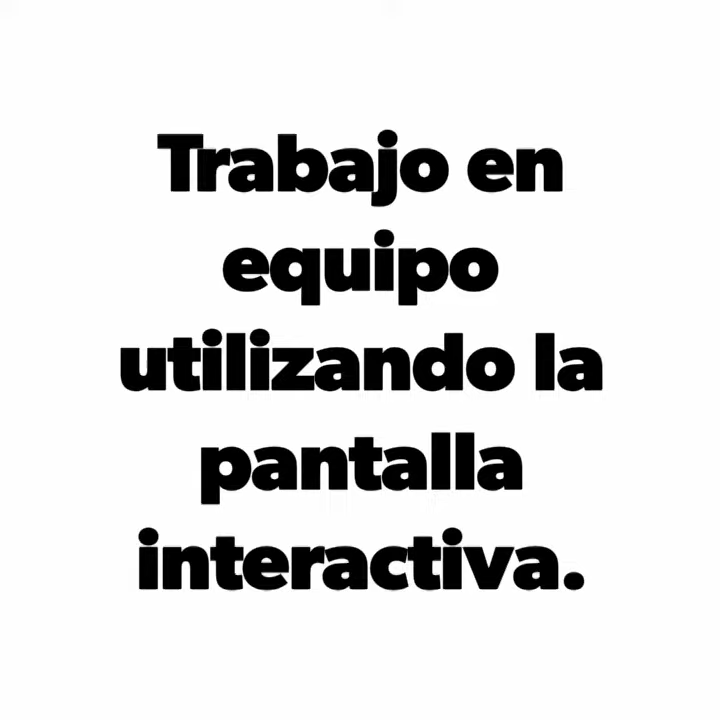 Trabajo en
equipo
utilizando la
pantalla
interactiva.